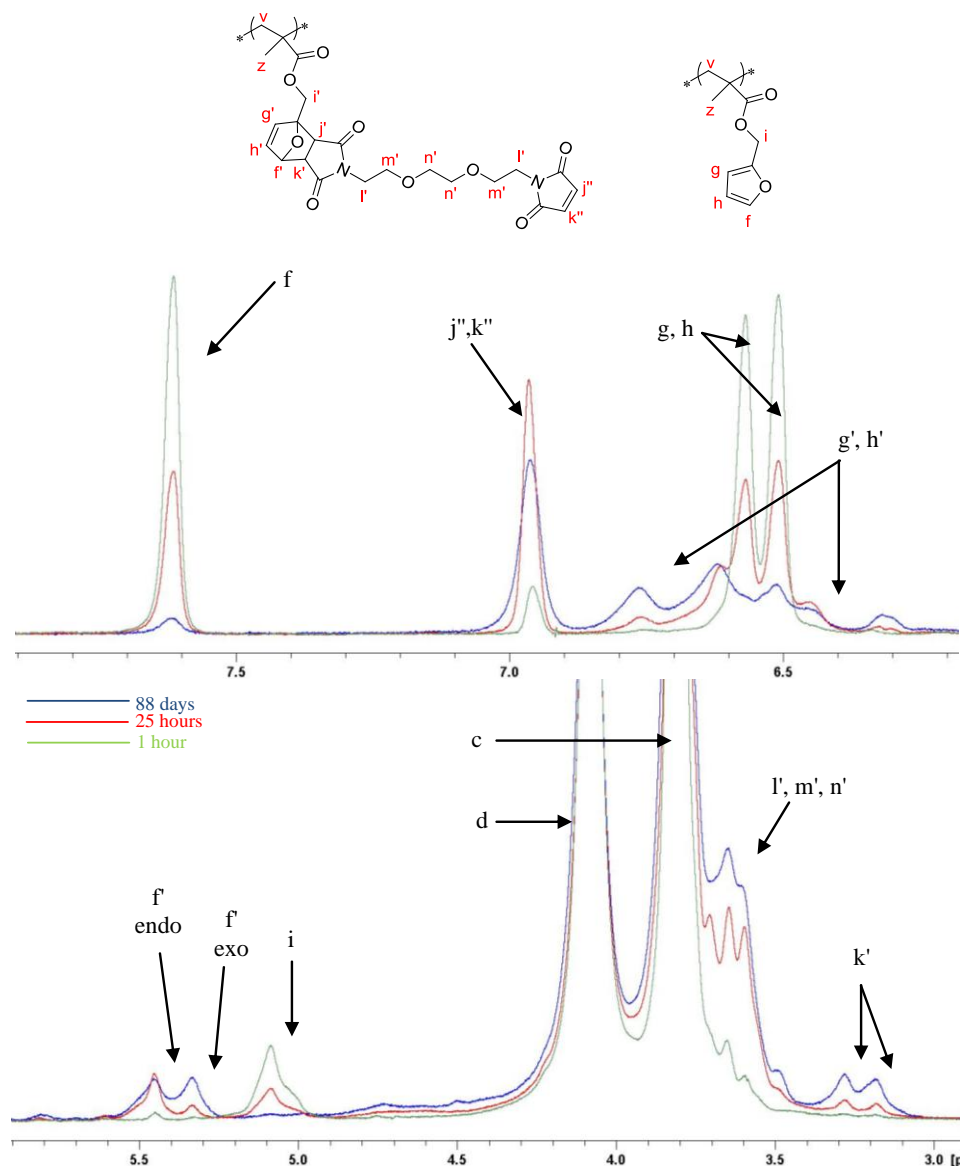 v
* ( ) *
z
O
O
i'
g'
O
j'
O
h'
f'
k'
N
O
l'
m'
O
n'
n'
O
m'
l'
N
O
O
j''
k''
v
* ( ) *
z
O
O
i
g
O
h
f
f
j'',k''
g, h
g', h'
7.5 7.0 6.5
88 days
25 hours
1 hour
c
d
l', m', n'
f'
endo
f'
exo
i
k'
5.5 5.0 4.5 4.0 3.5 3.0 [p